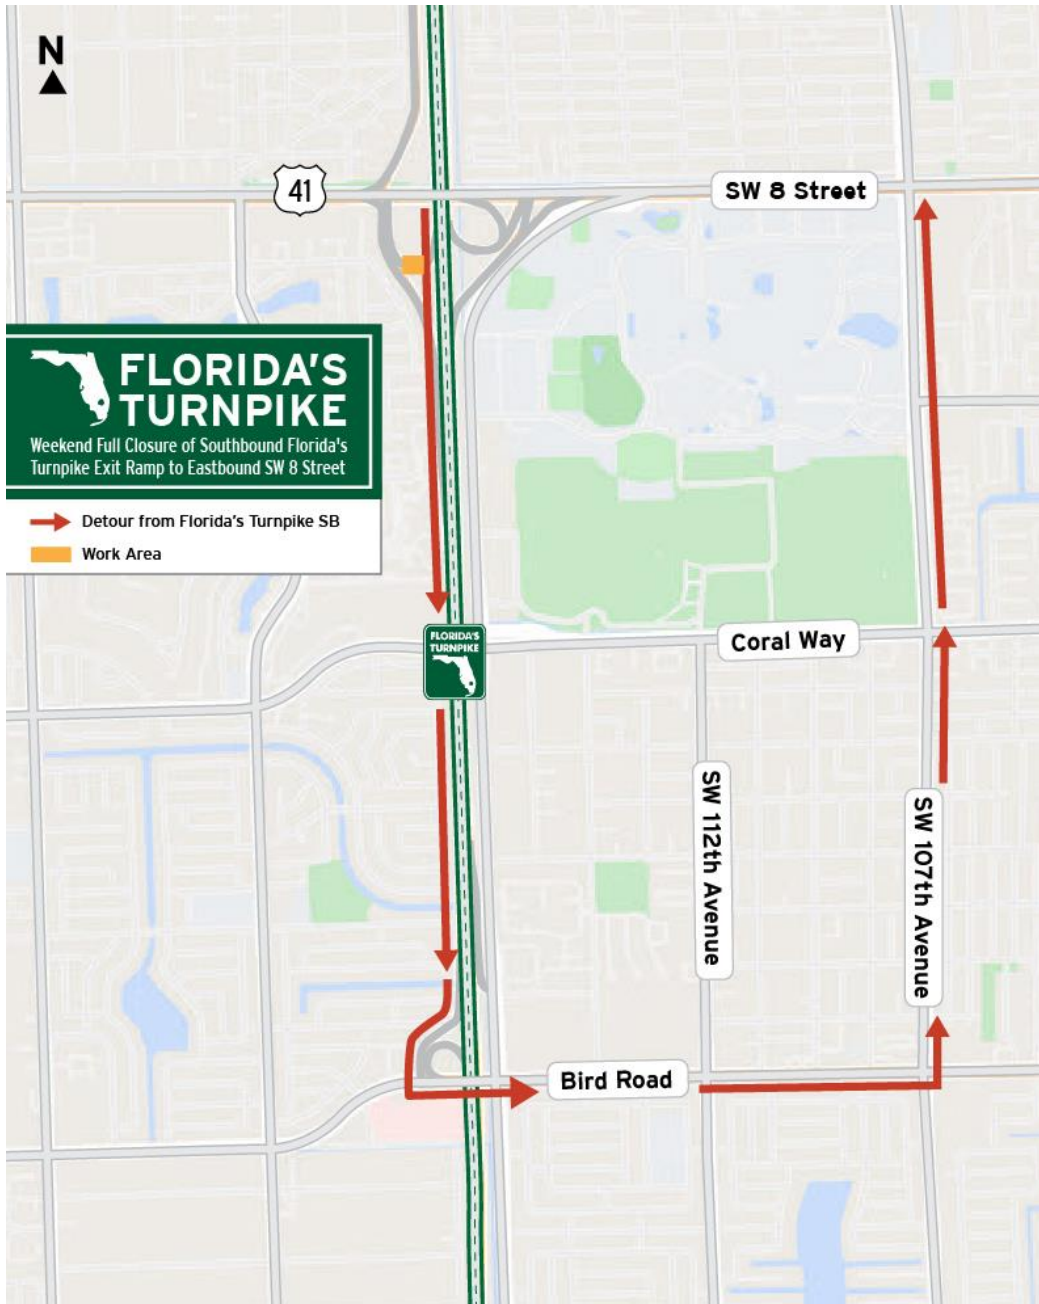 N
41
SW 8 Street
FLORIDA'S
TURNPIKE
Weekend Full Closure of Southbound Florida's
Turnpike Exit Ramp to Eastbound SW 8 Street
Detour from Florida's Turnpike SB
Work Area
FLORIDA'S
TURNPIKE
Coral Way
SW 112th Avenue
SW 107th Avenue
Bird Road